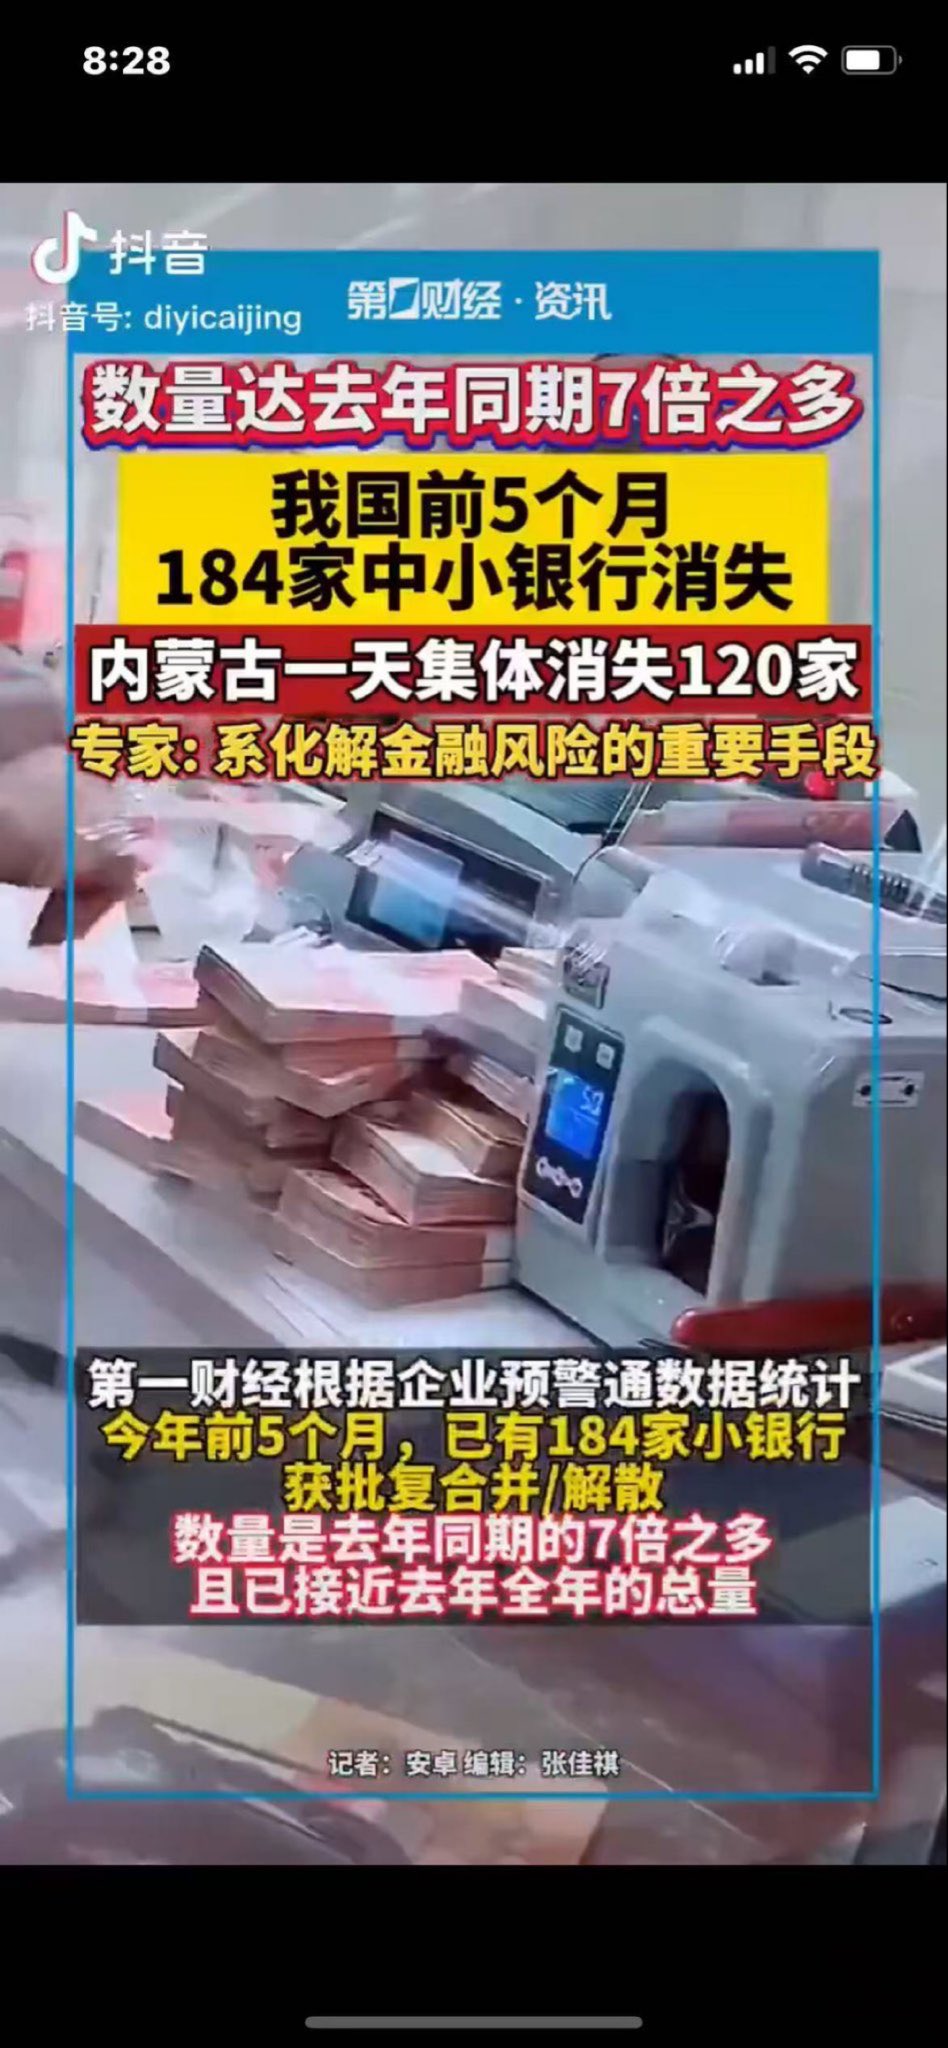 8:28
抖音
抖音号: diyicaijing
第一财经·资讯
数量达去年同期7倍之多
我国前5个月
184家中小银行消失
内蒙古一天集体消失120家
专家:系化解金融风险的重要手段
50
第一财经根据企业预警通数据统计
今年前5个月，已有184家小银行
获批复合并/解散
数量是去年同期的7倍之多
且已接近去年全年的总量
记者：安卓 编辑：张佳祺